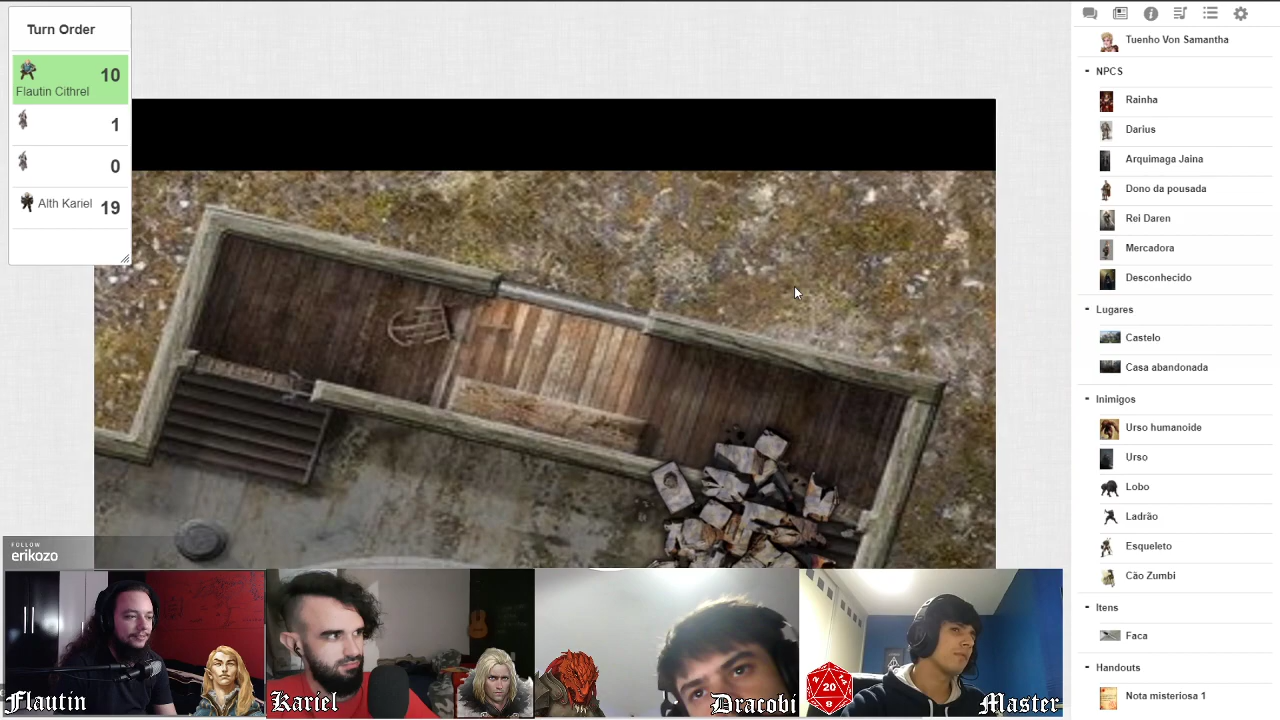 Turn Order
10
Flautin Cithrel
1
0
Alth Kariel 19
Tuenho Von Samantha
- NPCS
Rainha
Darius
Arquimaga Jaina
Dono da pousada
Rei Daren
Mercadora
Desconhecido
- Lugares
Castelo
Casa abandonada
- Inimigos
Urso humanoide
Urso
Lobo
Ladrão
Esqueleto
Cão Zumbi
- Itens
Faca
- Handouts
Nota misteriosa 1
FOLLOW
erikozo
Flautin
Kariel
Dracobi
20
8
Master